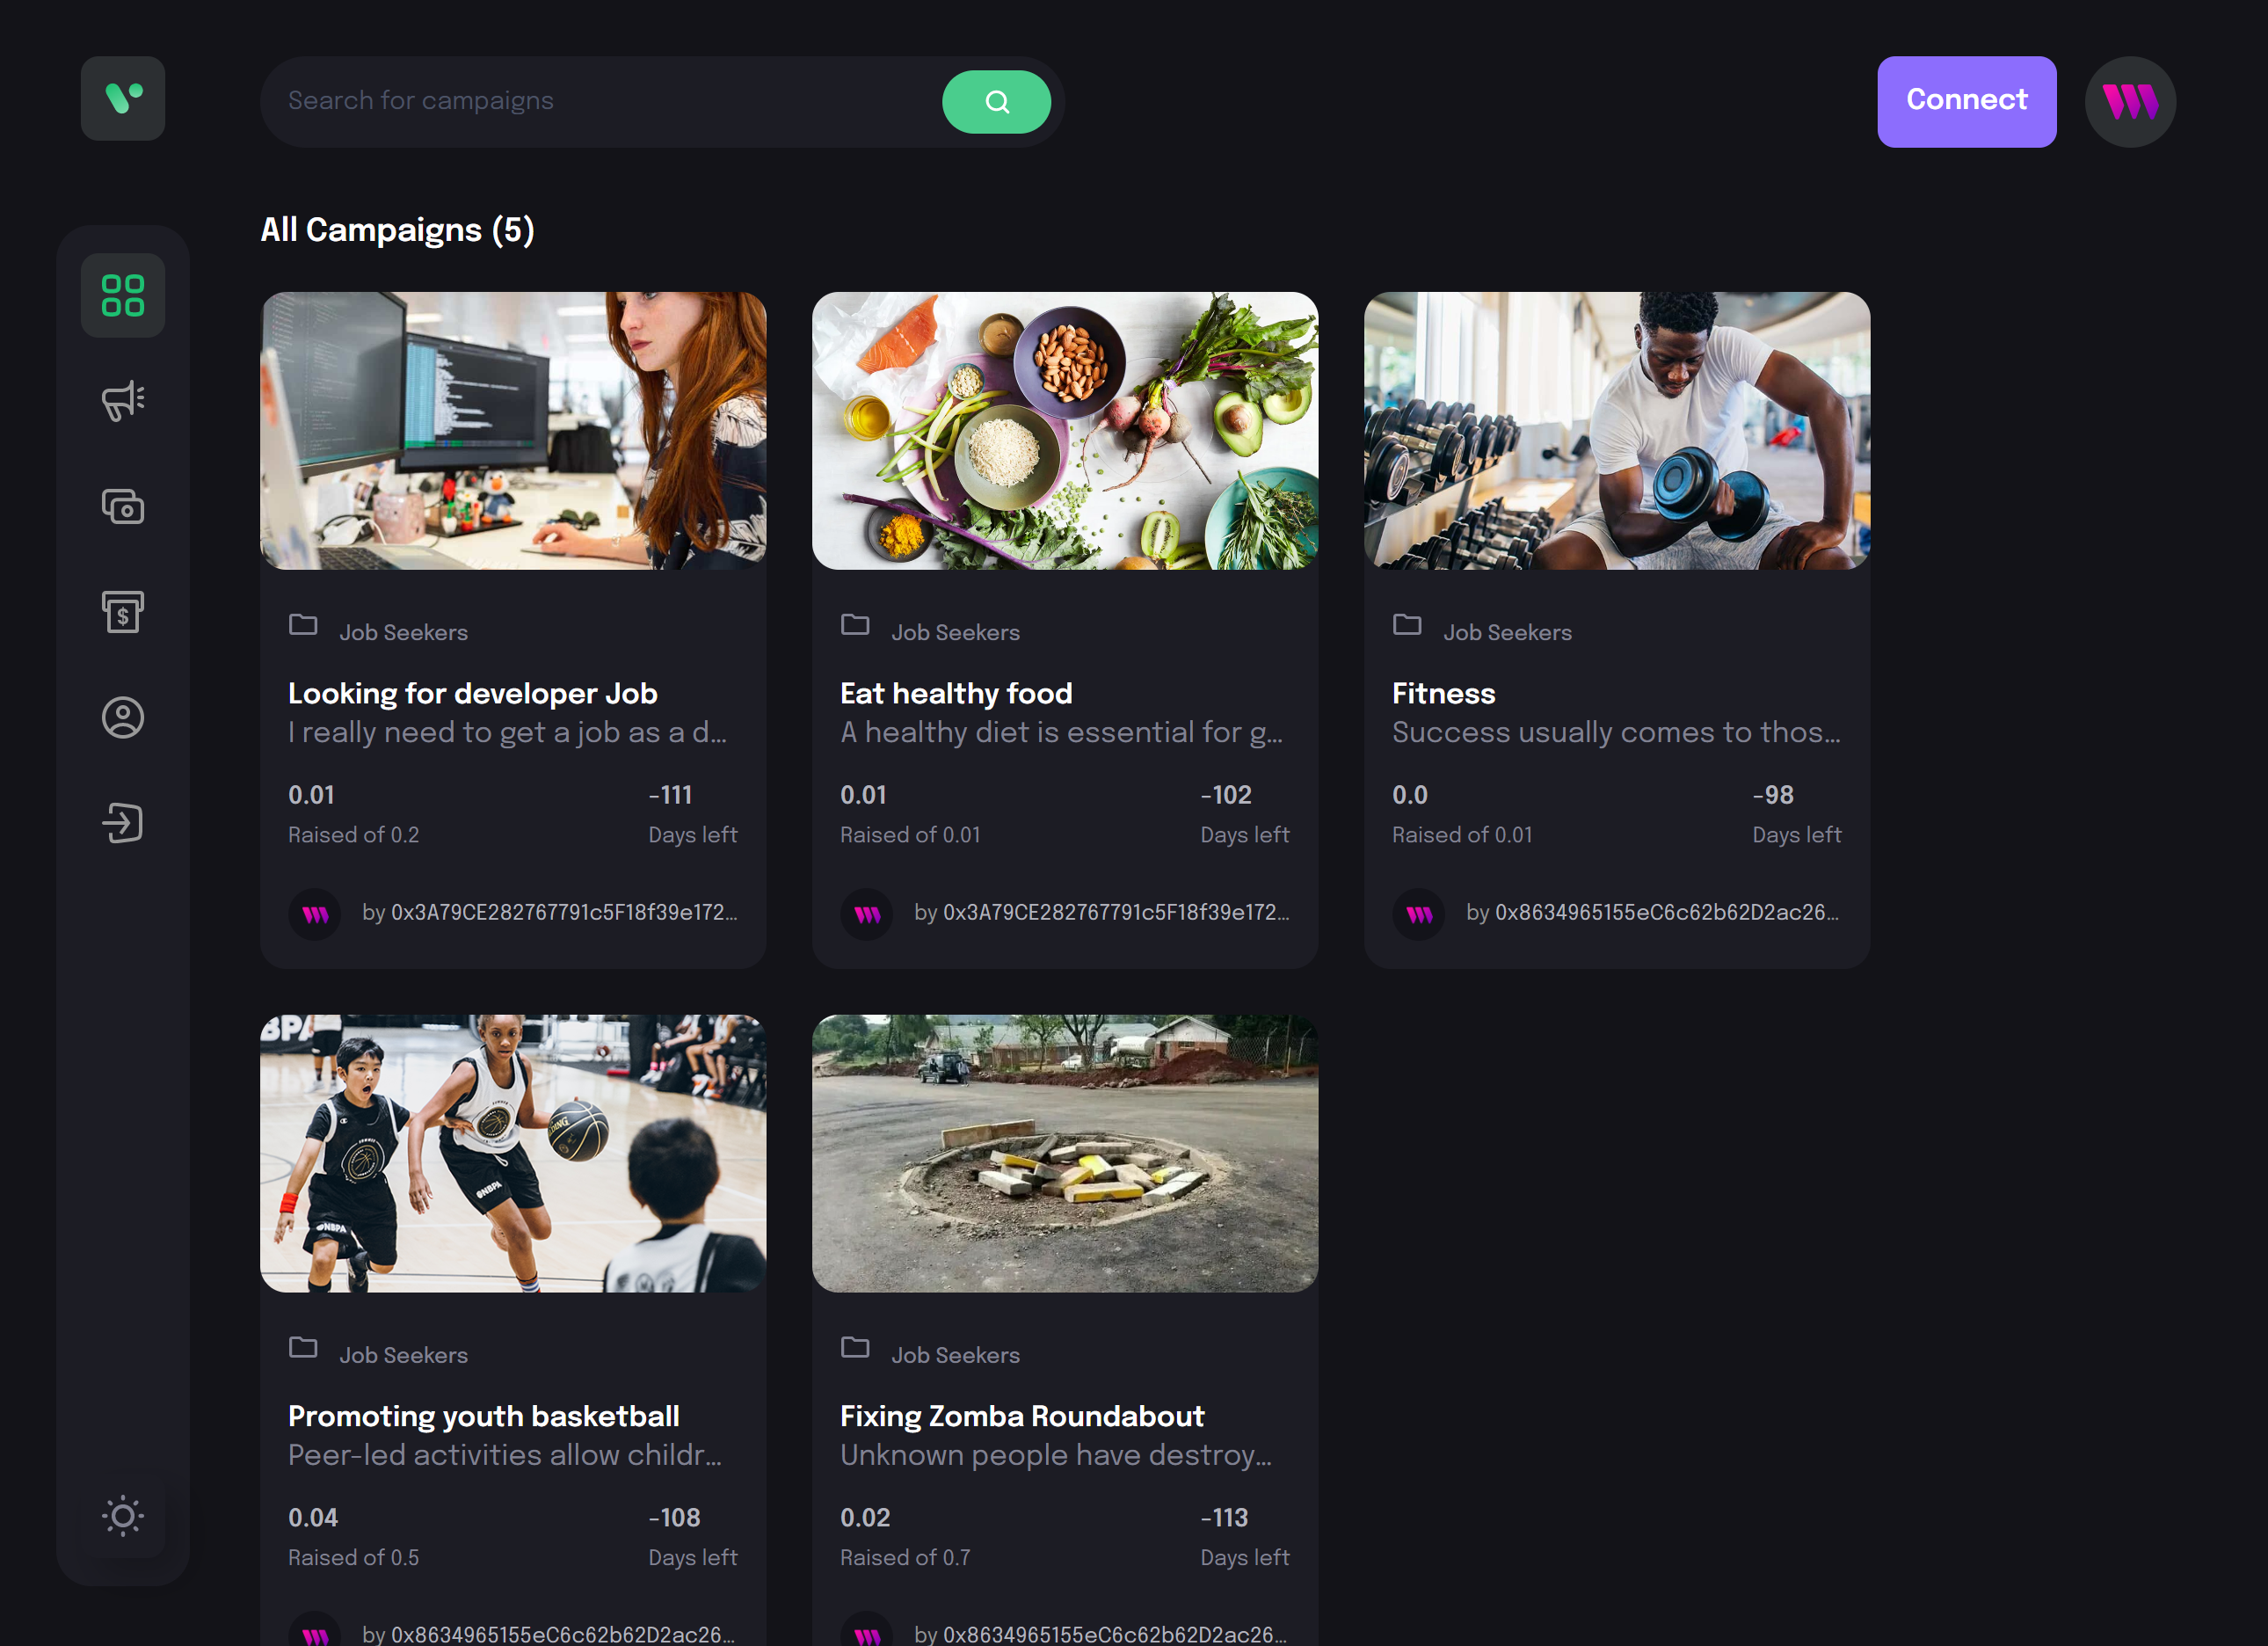 Search for campaigns
Connect
All Campaigns (5)
Job Seekers
Looking for developer Job
I really need to get a job as a d...
0.01
-111
Raised of 0.2
Days left
by 0x3A79CE282767791c5F18f39e172...
Job Seekers
Eat healthy food
A healthy diet is essential for g...
0.01
-102
Raised of 0.01
Days left
by 0x3A79CE282767791c5F18f39e172...
Job Seekers
Fitness
Success usually comes to thos...
0.0
-98
Raised of 0.01
Days left
by 0x8634965155eC6c62b62D2ac26...
NBPA
NBPA
Job Seekers
Promoting youth basketball
Peer-led activities allow childr...
0.04
-108
Raised of 0.5
Days left
by 0x8634965155eC6c62b62D2ac26...
Job Seekers
Fixing Zomba Roundabout
Unknown people have destroy...
0.02
-113
Raised of 0.7
Days left
by 0x8634965155eC6c62b62D2ac26...